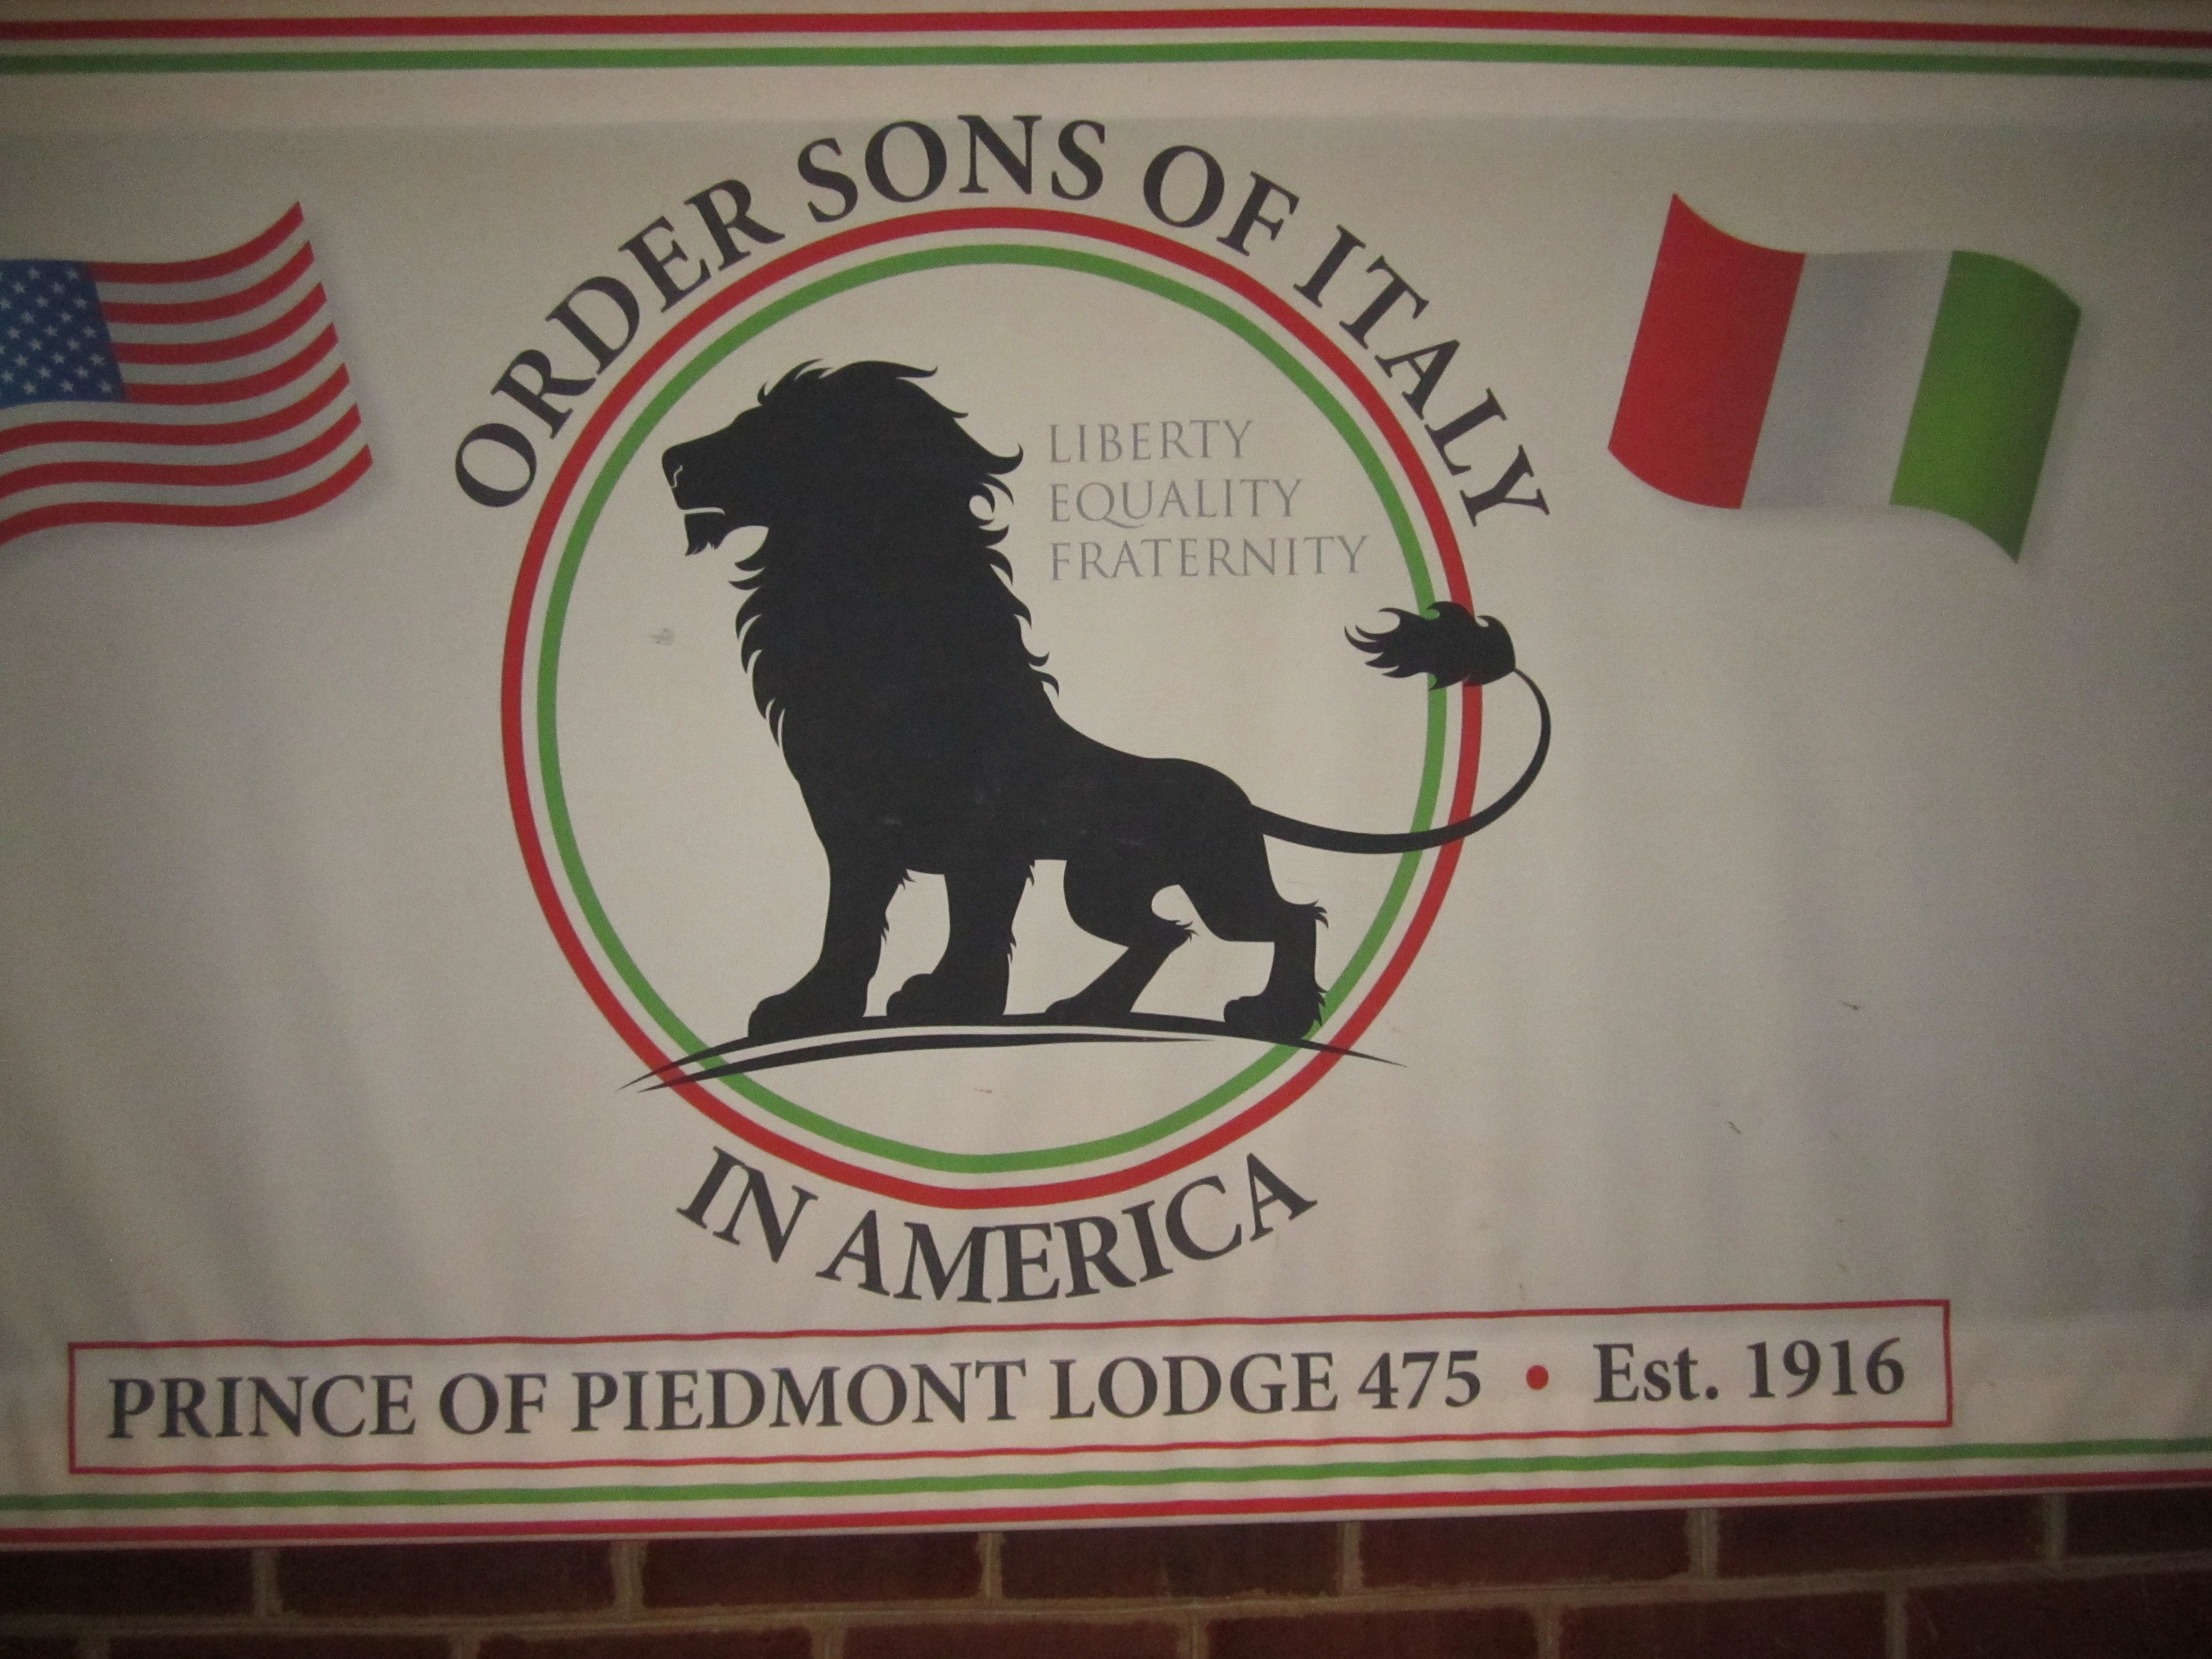 ORDER SONS OF ITALY
LIBERTY
EQUALITY
FRATERNITY
IN AMERICA
PRINCE OF PIEDMONT LODGE 475 • Est. 1916